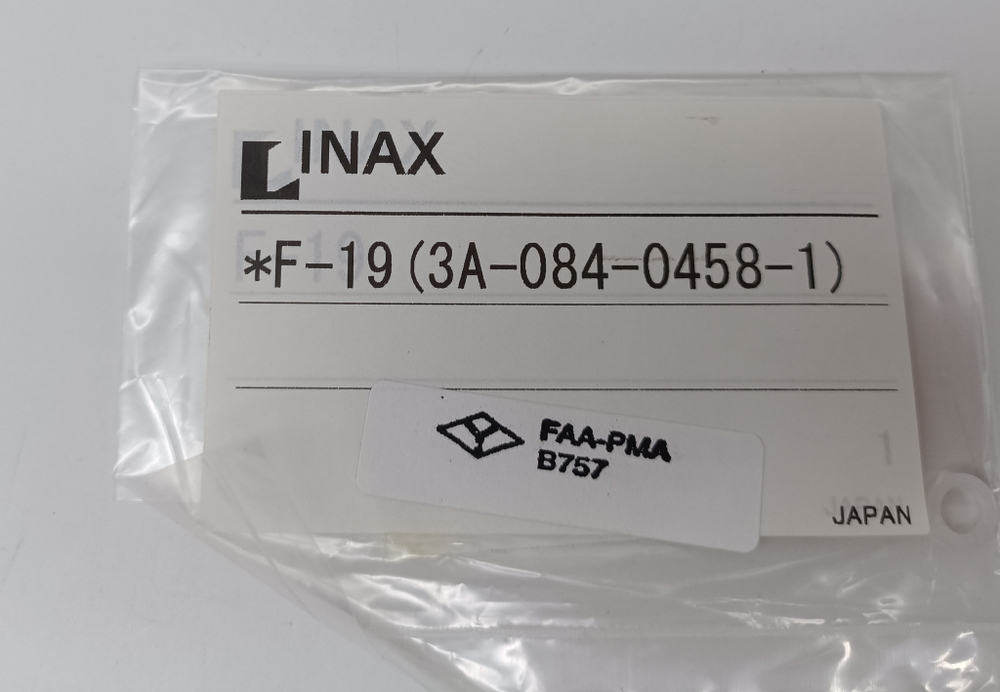 INAX
*F-19(3A-084-0458-1)
FAA-PMA
B757
1
JAPAN